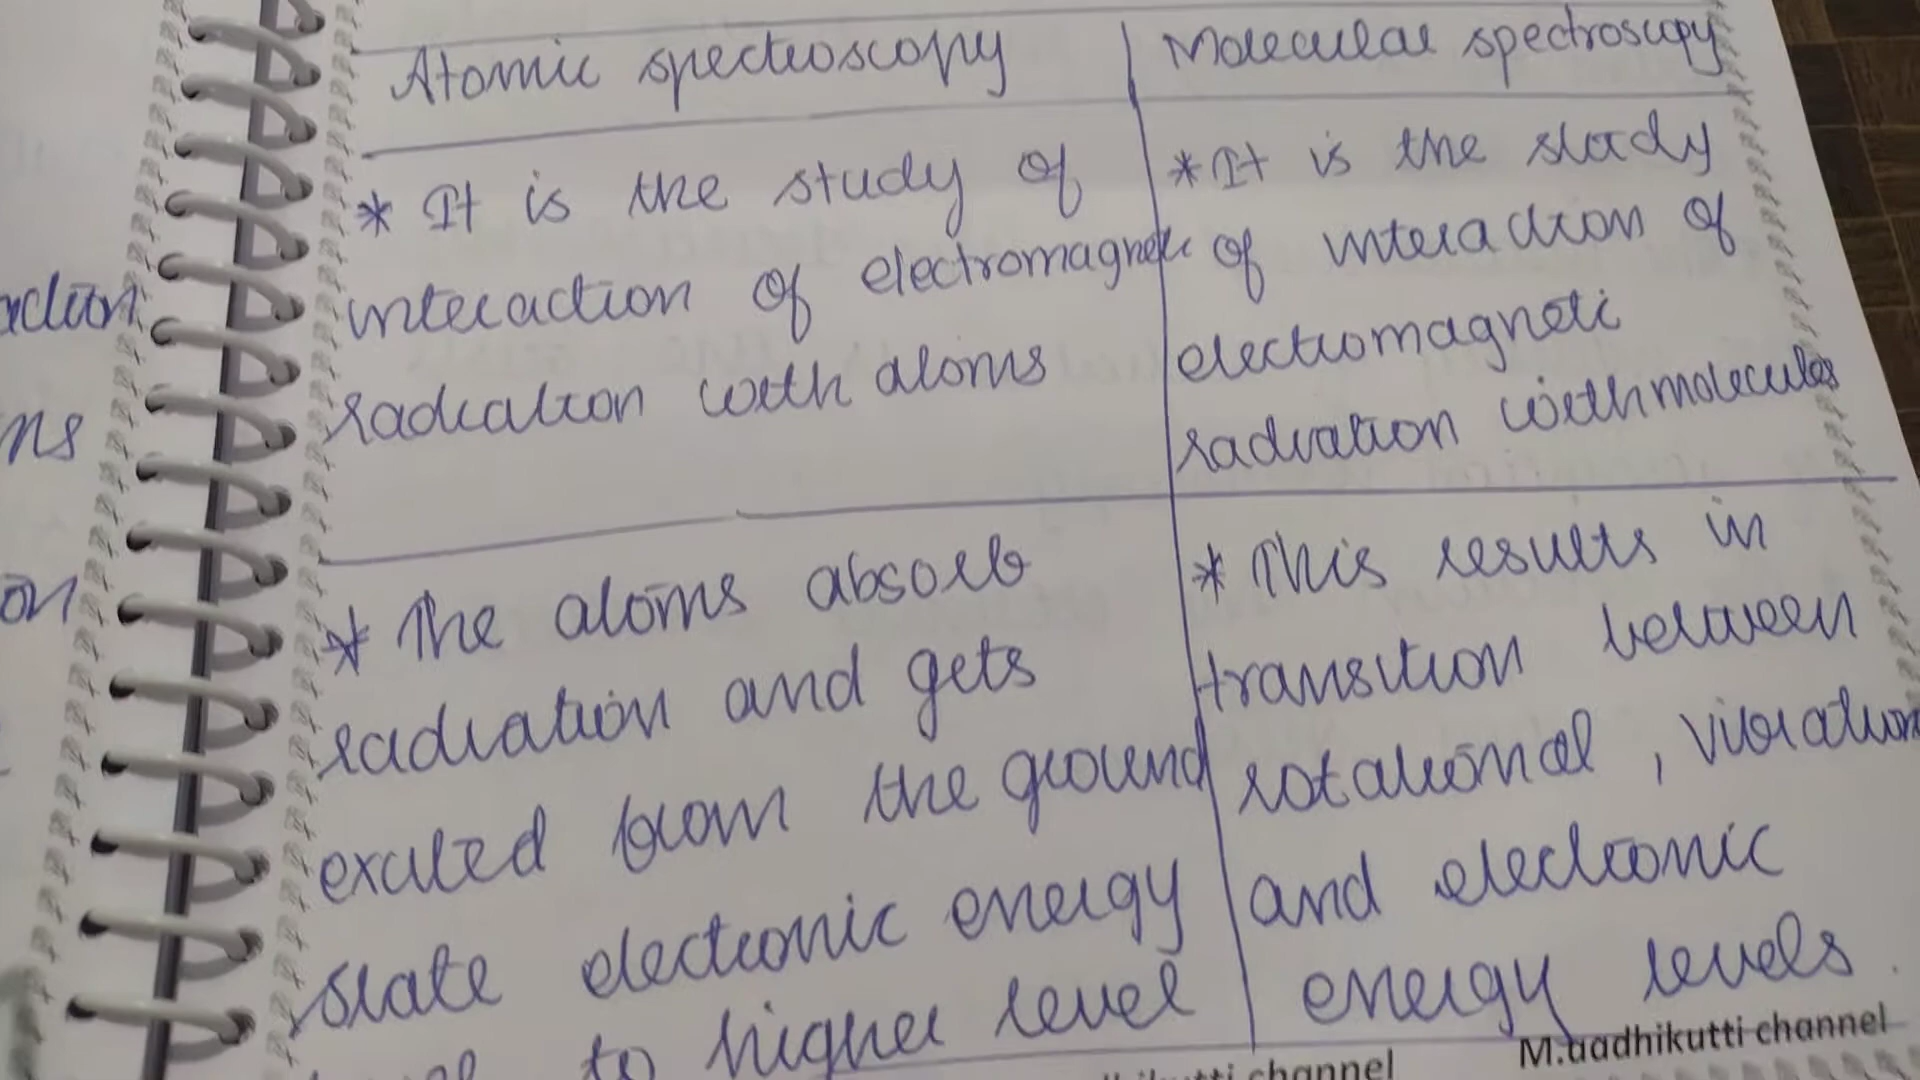 Atomic spectroscopy
* It is the study of
interaction of electromagnetic
radiation with atoms
* The atoms absorb
radiation and gets
excited from the ground
state electronic energy
to higher level
Molecular spectroscopy
* It is the study
of interaction of
electromagnetic
radiation with molecules
* This results in
transition between
rotational, vibration
and electronic
energy levels.
channel
M.aadhikutti channel